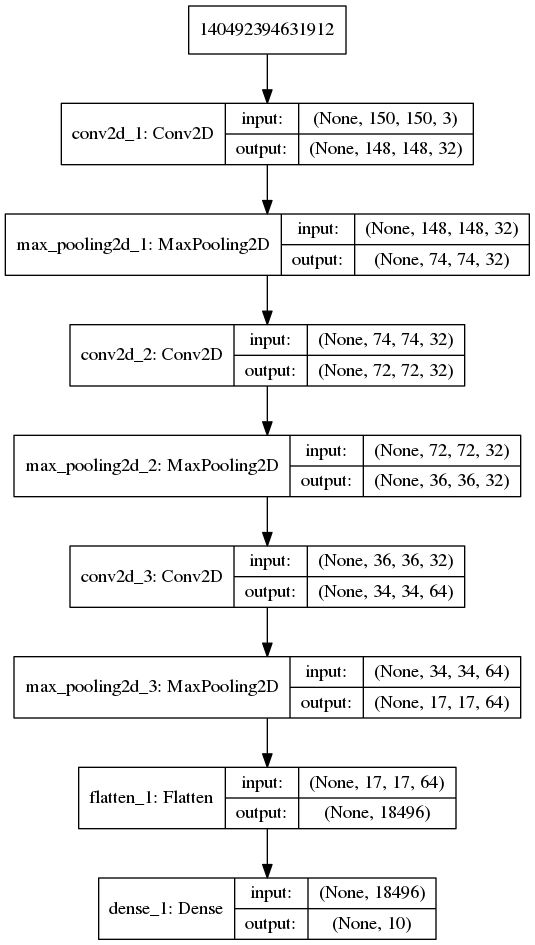 140492394631912
conv2d_1: Conv2D
input:
(None, 150, 150, 3)
output:
(None, 148, 148, 32)
max_pooling2d_1: MaxPooling2D
input:
(None, 148, 148, 32)
output:
(None, 74, 74, 32)
conv2d_2: Conv2D
input:
(None, 74, 74, 32)
output:
(None, 72, 72, 32)
max_pooling2d_2: MaxPooling2D
input:
(None, 72, 72, 32)
output:
(None, 36, 36, 32)
conv2d_3: Conv2D
input:
(None, 36, 36, 32)
output:
(None, 34, 34, 64)
max_pooling2d_3: MaxPooling2D
input:
(None, 34, 34, 64)
output:
(None, 17, 17, 64)
flatten_1: Flatten
input:
(None, 17, 17, 64)
output:
(None, 18496)
dense_1: Dense
input:
(None, 18496)
output:
(None, 10)